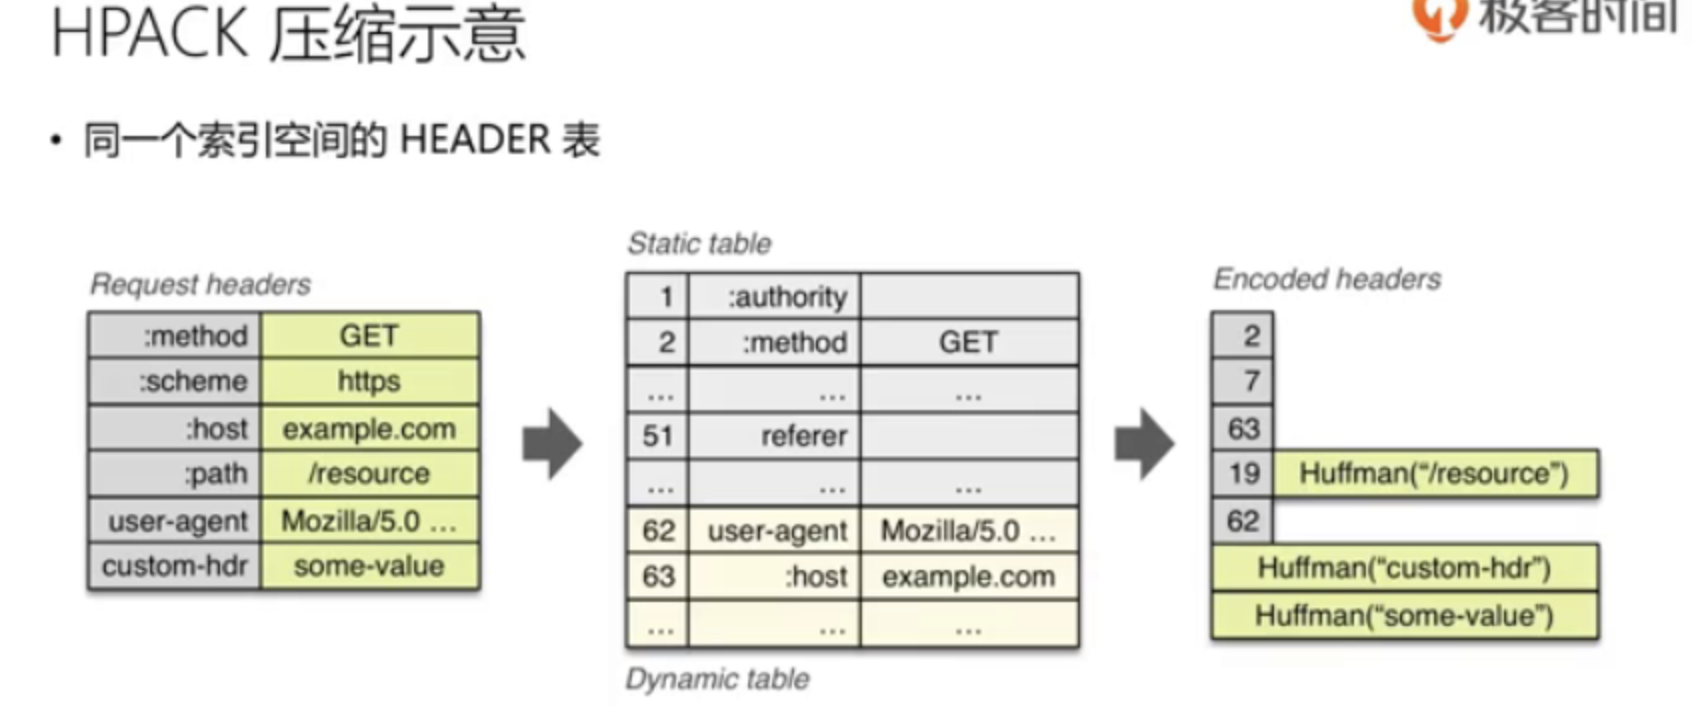 HPACK 压缩示意
极客时间
• 同一个索引空间的 HEADER 表
Request headers
:method GET
:scheme https
:host example.com
:path /resource
user-agent Mozilla/5.0 ...
custom-hdr some-value
Static table
1 :authority
2 :method GET
... ... ...
51 referer
... ... ...
62 user-agent Mozilla/5.0 ...
63 :host example.com
... ... ...
Dynamic table
Encoded headers
2
7
63
19 Huffman(“/resource”)
62
Huffman(“custom-hdr”)
Huffman(“some-value”)